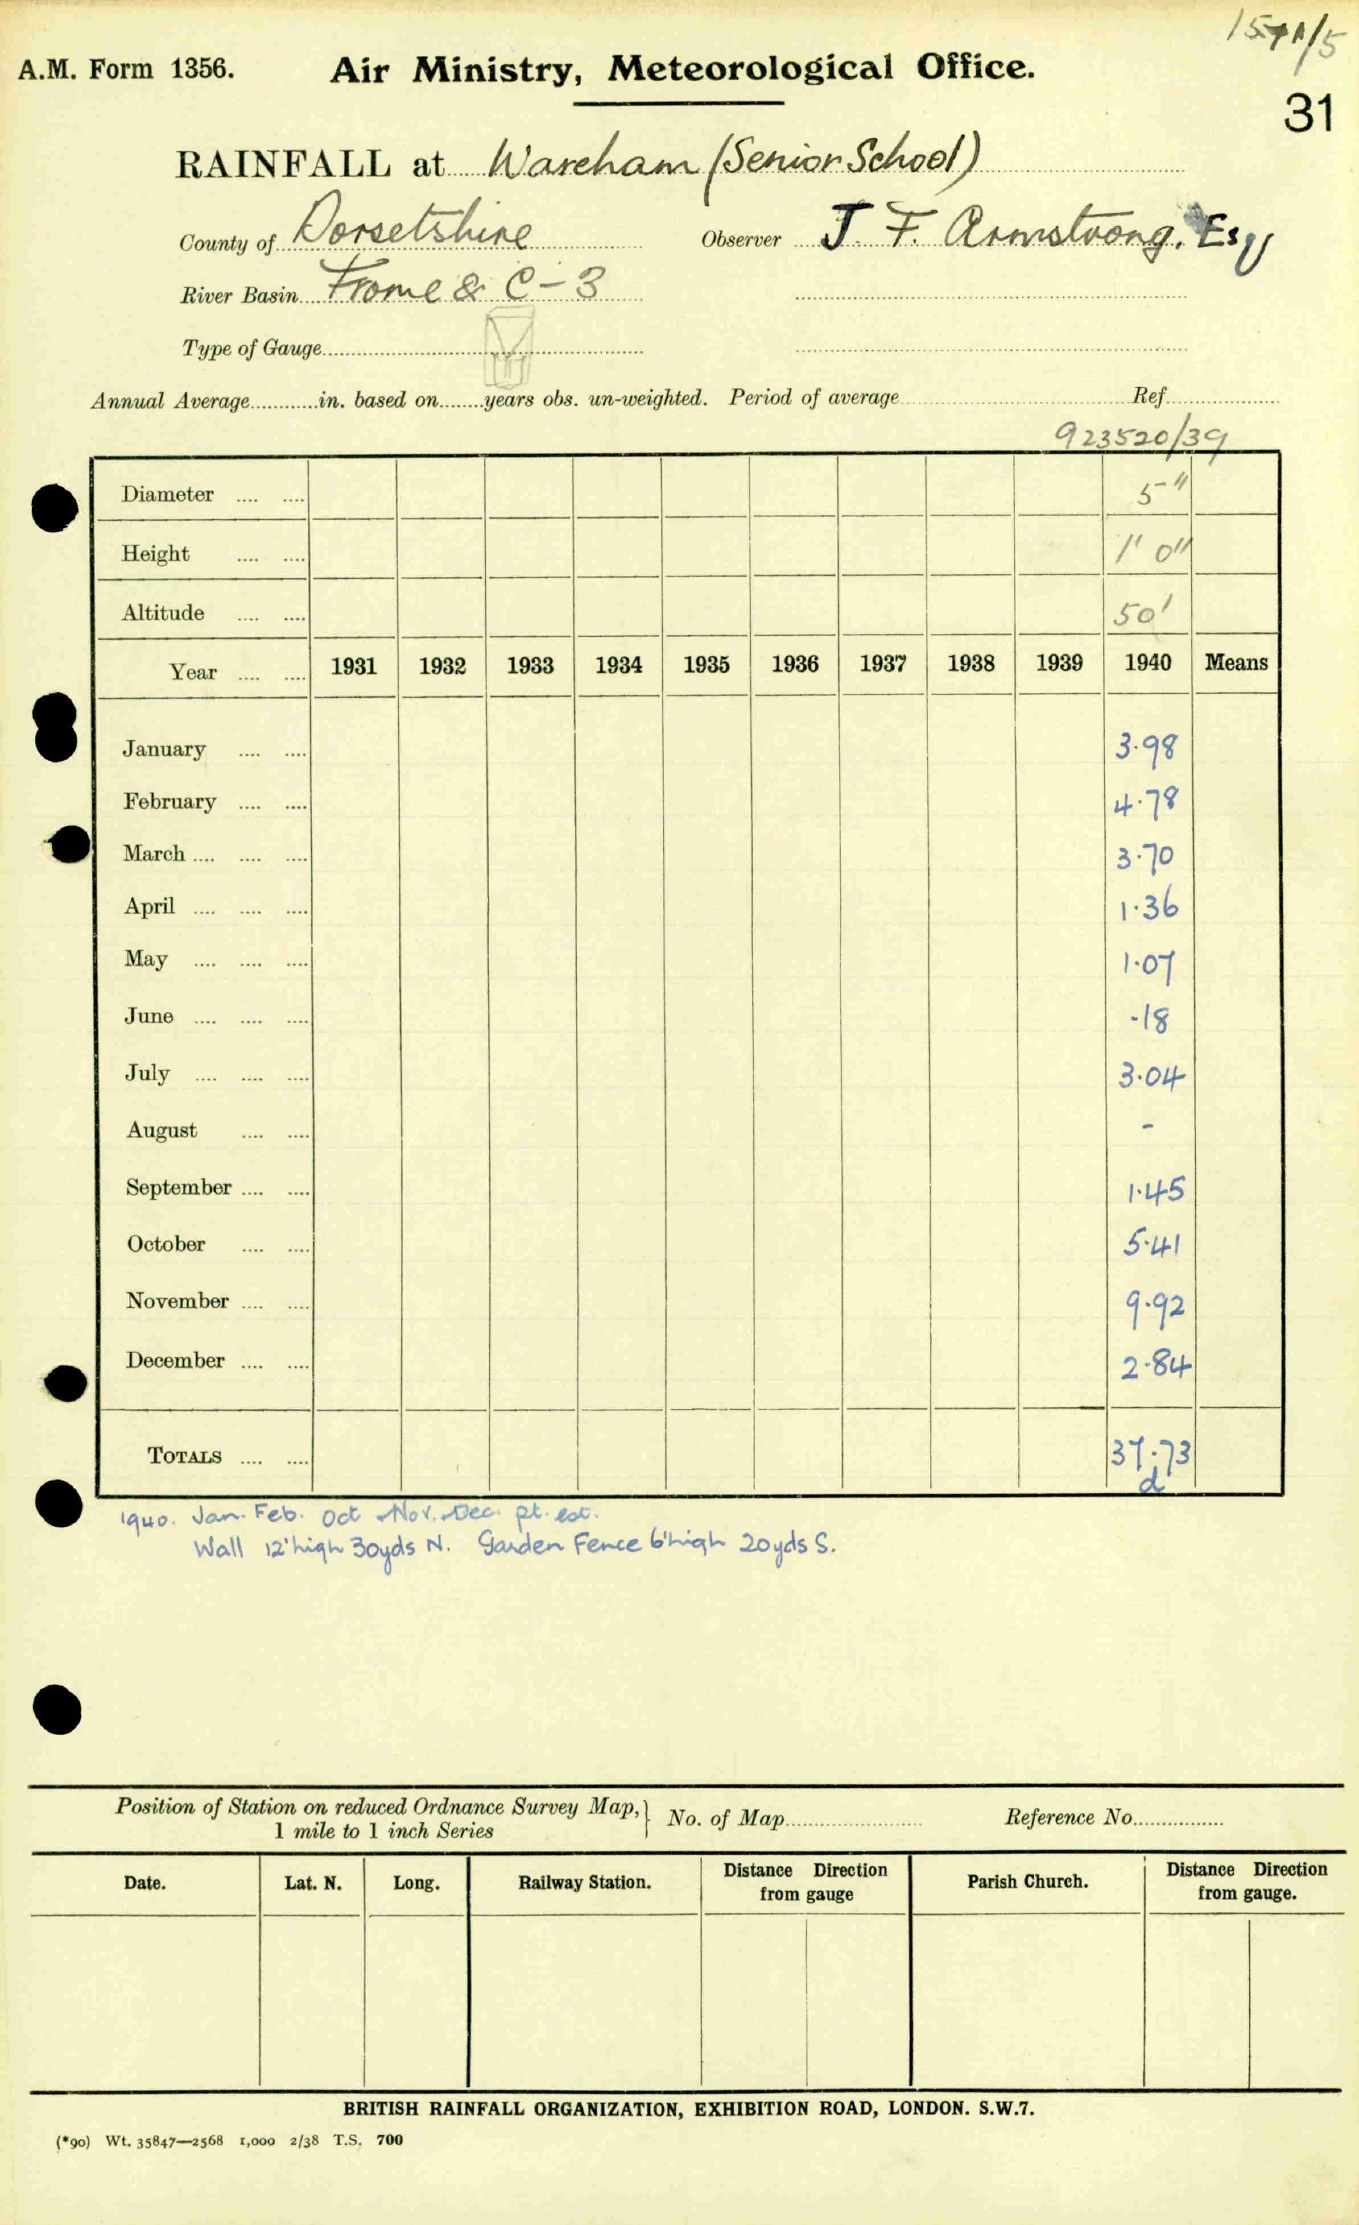 1571/5
A.M. Form 1356. Air Ministry, Meteorological Office.
31
RAINFALL at Wareham (Senior School)
County of Dorsetshire Observer J. F. Armstrong, Esq
River Basin Frome & C-3
Type of Gauge
Annual Average in. based on years obs. un-weighted. Period of average Ref.
923520/39
Diameter 5"
Height 1' 0"
Altitude 50'
Year 1931 1932 1933 1934 1935 1936 1937 1938 1939 1940 Means
January 3.98
February 4.78
March 3.70
April 1.36
May 1.07
June .18
July 3.04
August -
September 1.45
October 5.41
November 9.92
December 2.84
TOTALS 37.73
d
1940. Jan. Feb. Oct Nov. Dec. pt. est.
Wall 12' high 30yds N. Garden Fence 6' high 20yds S.
Position of Station on reduced Ordnance Survey Map,} No. of Map Reference No.
1 mile to 1 inch Series
Date. Lat. N. Long. Railway Station. Distance Direction from gauge Parish Church. Distance Direction from gauge.
BRITISH RAINFALL ORGANIZATION, EXHIBITION ROAD, LONDON. S.W.7.
(*90) Wt. 35847—2568 1,000 2/38 T.S. 700